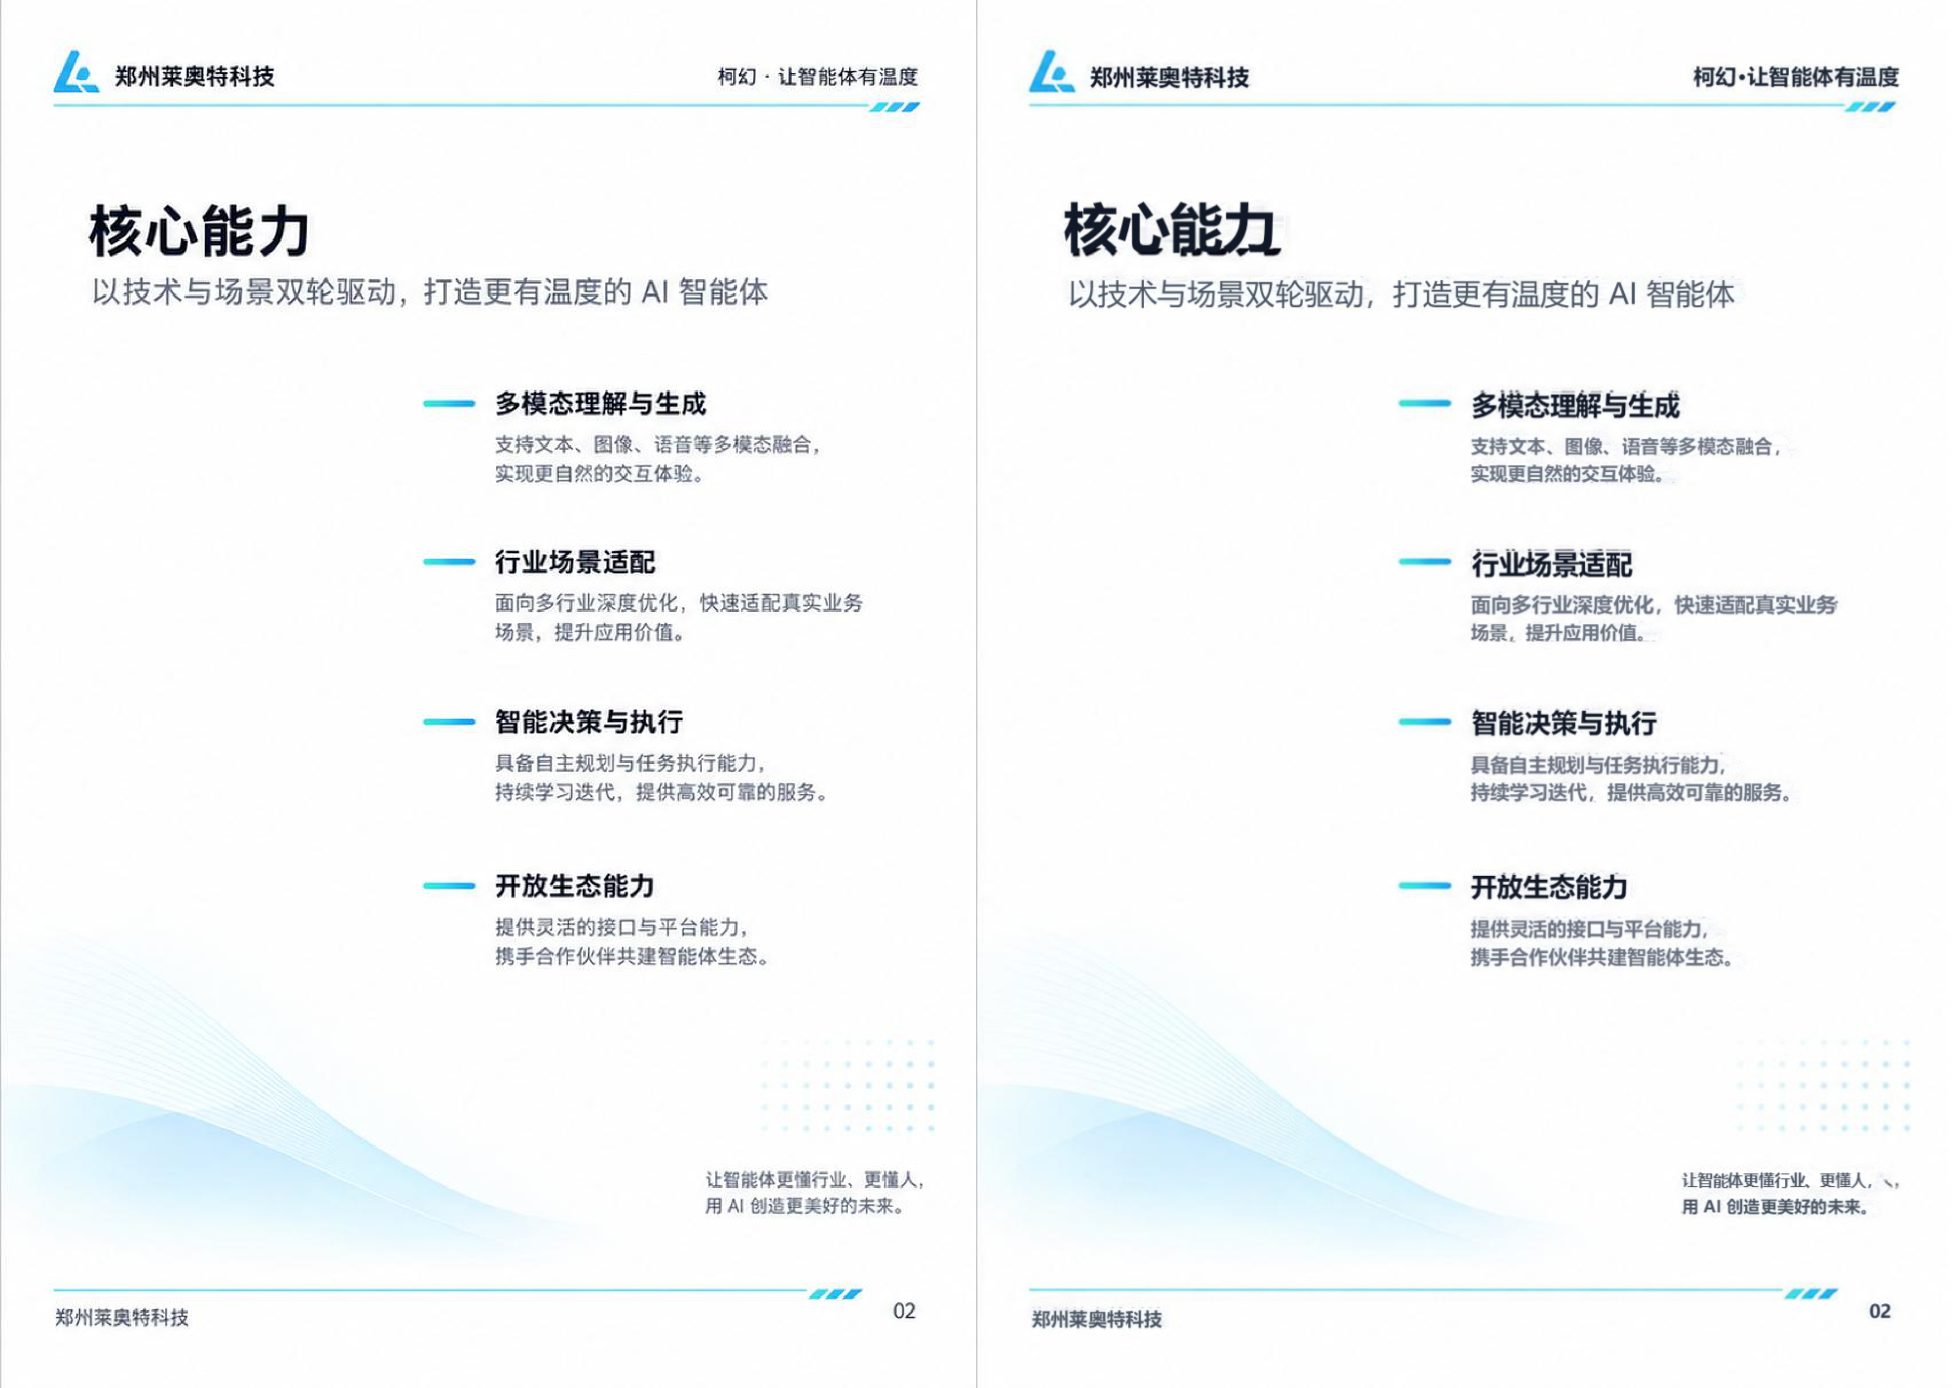 郑州莱奥特科技
柯幻 · 让智能体有温度
核心能力
以技术与场景双轮驱动，打造更有温度的 AI 智能体
多模态理解与生成
支持文本、图像、语音等多模态融合，
实现更自然的交互体验。
行业场景适配
面向多行业深度优化，快速适配真实业务
场景，提升应用价值。
智能决策与执行
具备自主规划与任务执行能力，
持续学习迭代，提供高效可靠的服务。
开放生态能力
提供灵活的接口与平台能力，
携手合作伙伴共建智能体生态。
让智能体更懂行业、更懂人，
用 AI 创造更美好的未来。
郑州莱奥特科技
02
郑州莱奥特科技
柯幻·让智能体有温度
核心能力
以技术与场景双轮驱动，打造更有温度的 AI 智能体
多模态理解与生成
支持文本、图像、语音等多模态融合，
实现更自然的交互体验。
行业场景适配
面向多行业深度优化，快速适配真实业务
场景，提升应用价值。
智能决策与执行
具备自主规划与任务执行能力，
持续学习迭代，提供高效可靠的服务。
开放生态能力
提供灵活的接口与平台能力，
携手合作伙伴共建智能体生态。
让智能体更懂行业、更懂人，
用 AI 创造更美好的未来。
郑州莱奥特科技
02